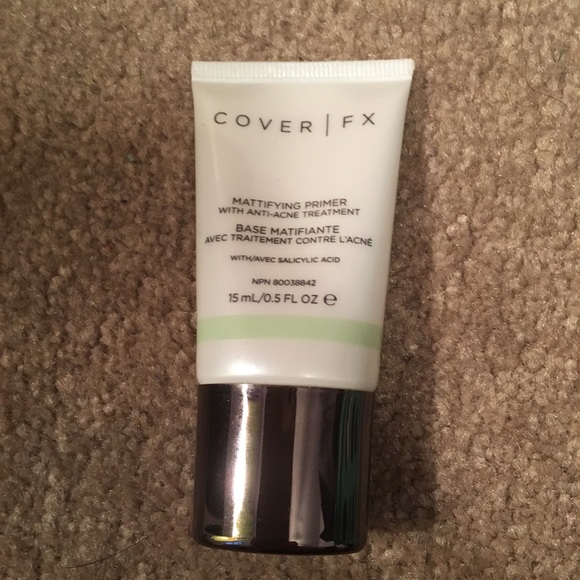 COVER | FX
MATTIFYING PRIMER
WITH ANTI-ACNE TREATMENT
BASE MATIFIANTE
AVEC TRAITEMENT CONTRE L'ACNÉ
WITH/AVEC SALICYLIC ACID
NPN 80038842
15 mL/0.5 FL OZ ℮